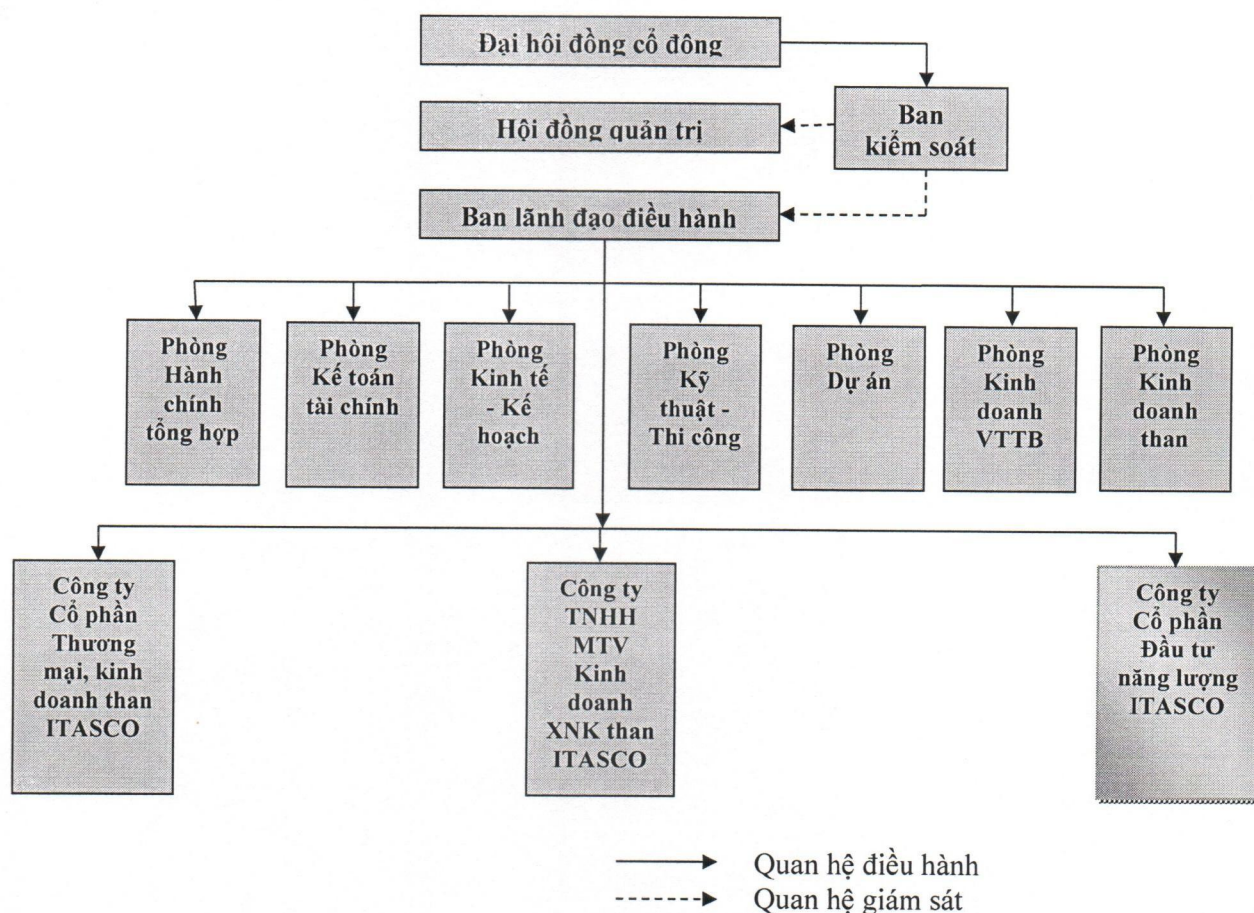 Đại hôi đồng cổ đông
Ban
kiểm soát
Hội đồng quản trị
Ban lãnh đạo điều hành
Phòng
Hành
chính
tổng hợp
Phòng
Kế toán
tài chính
Phòng
Kinh tế
- Kế
hoạch
Phòng
Kỹ
thuật -
Thi công
Phòng
Dự án
Phòng
Kinh
doanh
VTTB
Phòng
Kinh
doanh
than
Công ty
Cổ phần
Thương
mại, kinh
doanh than
ITASCO
Công ty
TNHH
MTV
Kinh
doanh
XNK than
ITASCO
Công ty
Cổ phần
Đầu tư
năng lượng
ITASCO
Quan hệ điều hành
Quan hệ giám sát